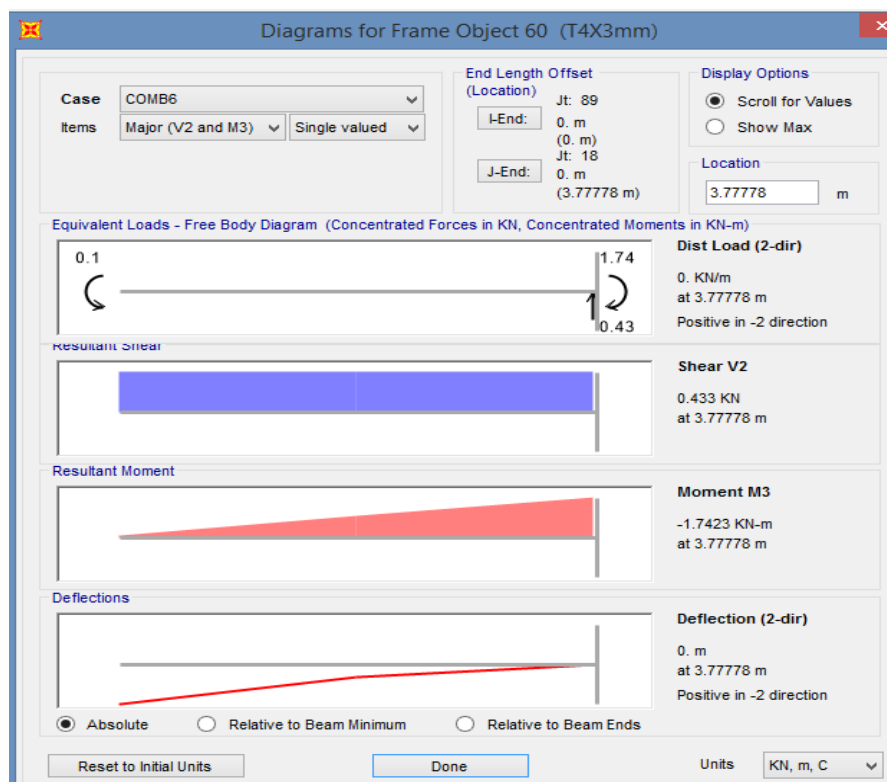 Diagrams for Frame Object 60 (T4X3mm)
Case COMB6
Items Major (V2 and M3) Single valued
End Length Offset
(Location)
I-End: Jt: 89
0. m
(0. m)
J-End: Jt: 18
0. m
(3.77778 m)
Display Options
Scroll for Values
Show Max
Location
3.77778 m
Equivalent Loads - Free Body Diagram (Concentrated Forces in KN, Concentrated Moments in KN-m)
0.1
1.74
0.43
Dist Load (2-dir)
0. KN/m
at 3.77778 m
Positive in -2 direction
Resultant Shear
Shear V2
0.433 KN
at 3.77778 m
Resultant Moment
Moment M3
-1.7423 KN-m
at 3.77778 m
Deflections
Deflection (2-dir)
0. m
at 3.77778 m
Positive in -2 direction
Absolute Relative to Beam Minimum Relative to Beam Ends
Reset to Initial Units Done Units KN, m, C